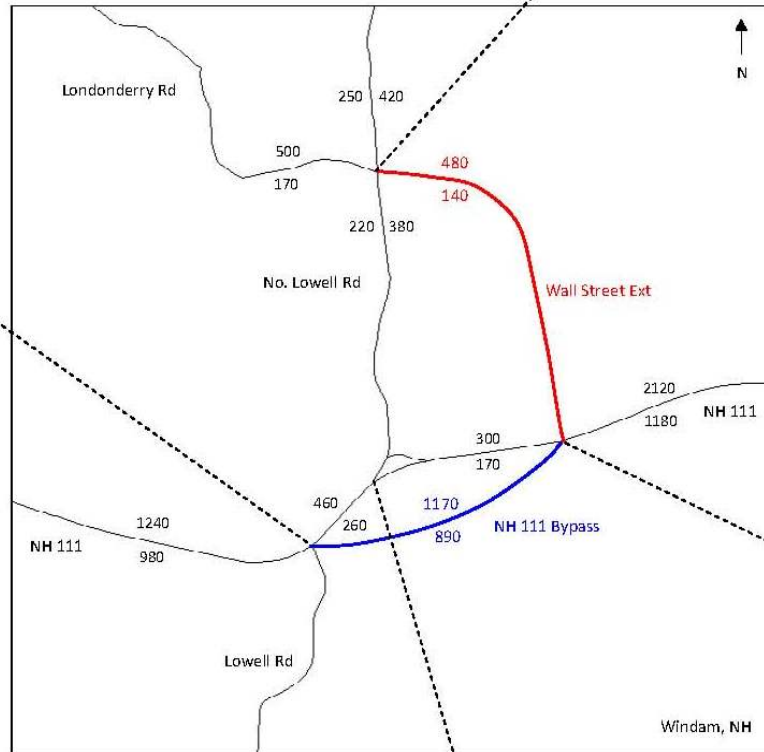 N
Londonderry Rd
250 420
500
170
480
140
220 380
No. Lowell Rd
Wall Street Ext
2120
1180
NH 111
300
170
460
260
1170
890
NH 111 Bypass
1240
980
NH 111
Lowell Rd
Windam, NH